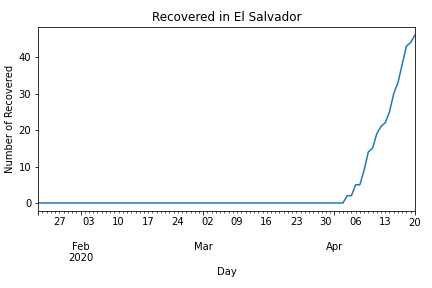 Recovered in El Salvador
Number of Recovered
40
30
20
10
0
27 03 10 17 24 02 09 16 23 30 06 13 20
Feb Mar Apr
2020
Day